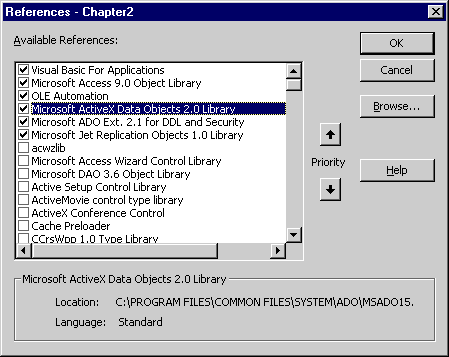 References - Chapter2
Available References:
OK
Visual Basic For Applications
Microsoft Access 9.0 Object Library
OLE Automation
Microsoft ActiveX Data Objects 2.0 Library
Microsoft ADO Ext. 2.1 for DDL and Security
Microsoft Jet Replication Objects 1.0 Library
acwzlib
Microsoft Access Wizard Control Library
Microsoft DAO 3.6 Object Library
Active Setup Control Library
ActiveMovie control type library
ActiveX Conference Control
Cache Preloader
CCrsWpp 1.0 Type Library
Cancel
Browse...
Priority
Help
Microsoft ActiveX Data Objects 2.0 Library
Location: C:\PROGRAM FILES\COMMON FILES\SYSTEM\ADO\MSADO15.
Language: Standard